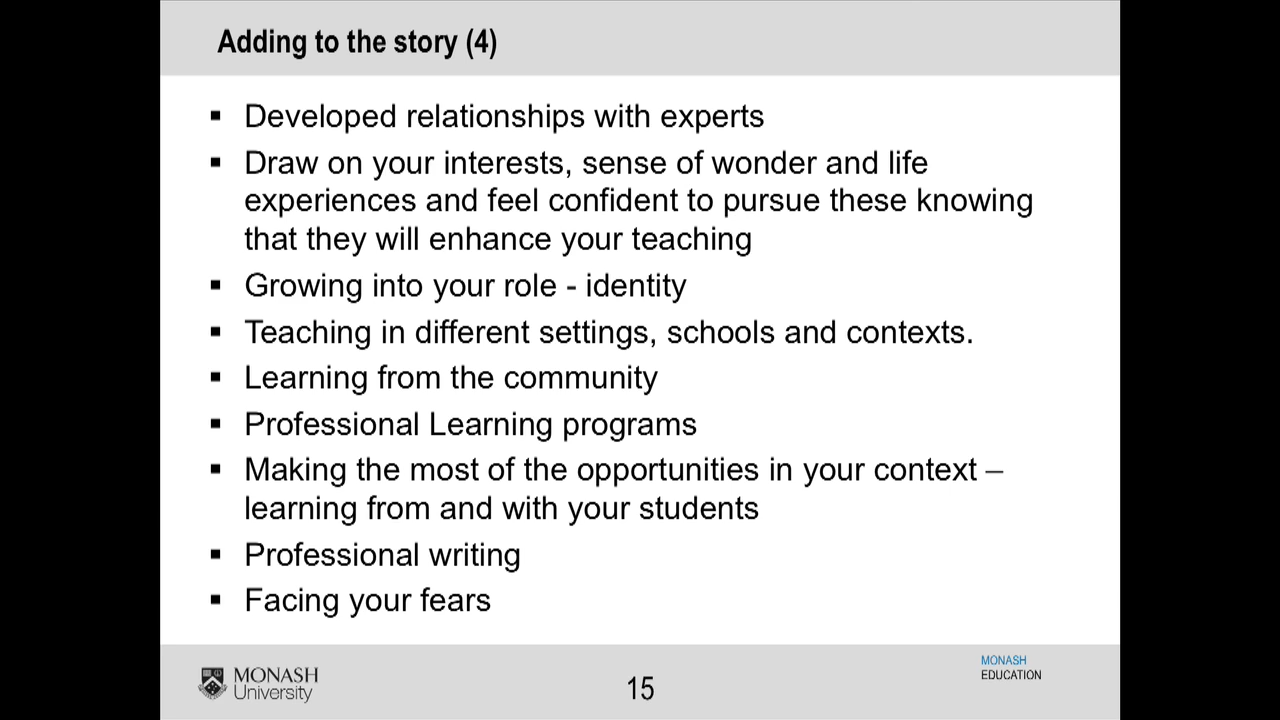 Adding to the story (4)
▪ Developed relationships with experts
▪ Draw on your interests, sense of wonder and life
experiences and feel confident to pursue these knowing
that they will enhance your teaching
▪ Growing into your role - identity
▪ Teaching in different settings, schools and contexts.
▪ Learning from the community
▪ Professional Learning programs
▪ Making the most of the opportunities in your context –
learning from and with your students
▪ Professional writing
▪ Facing your fears
MONASH
University
15
MONASH
EDUCATION